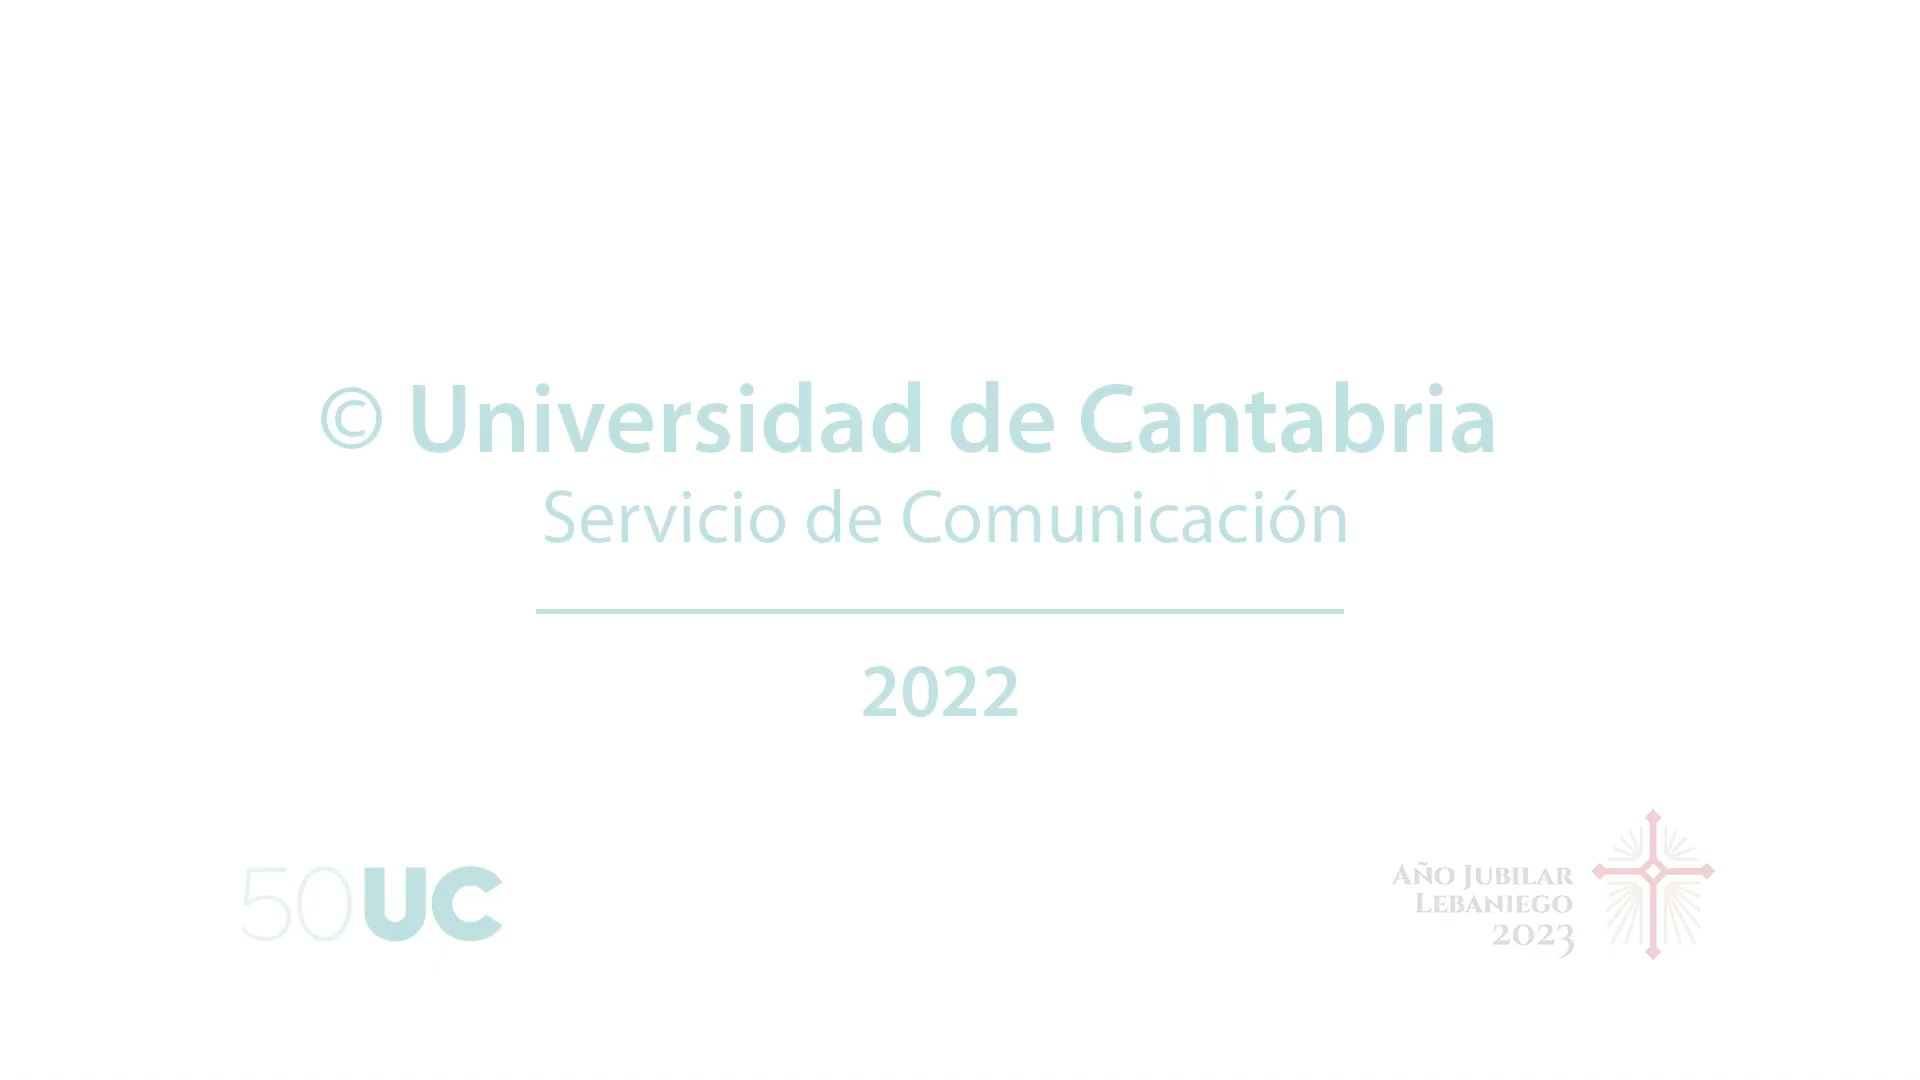 © Universidad de Cantabria
Servicio de Comunicación
2022
50UC
Año Jubilar
Lebaniego
2023